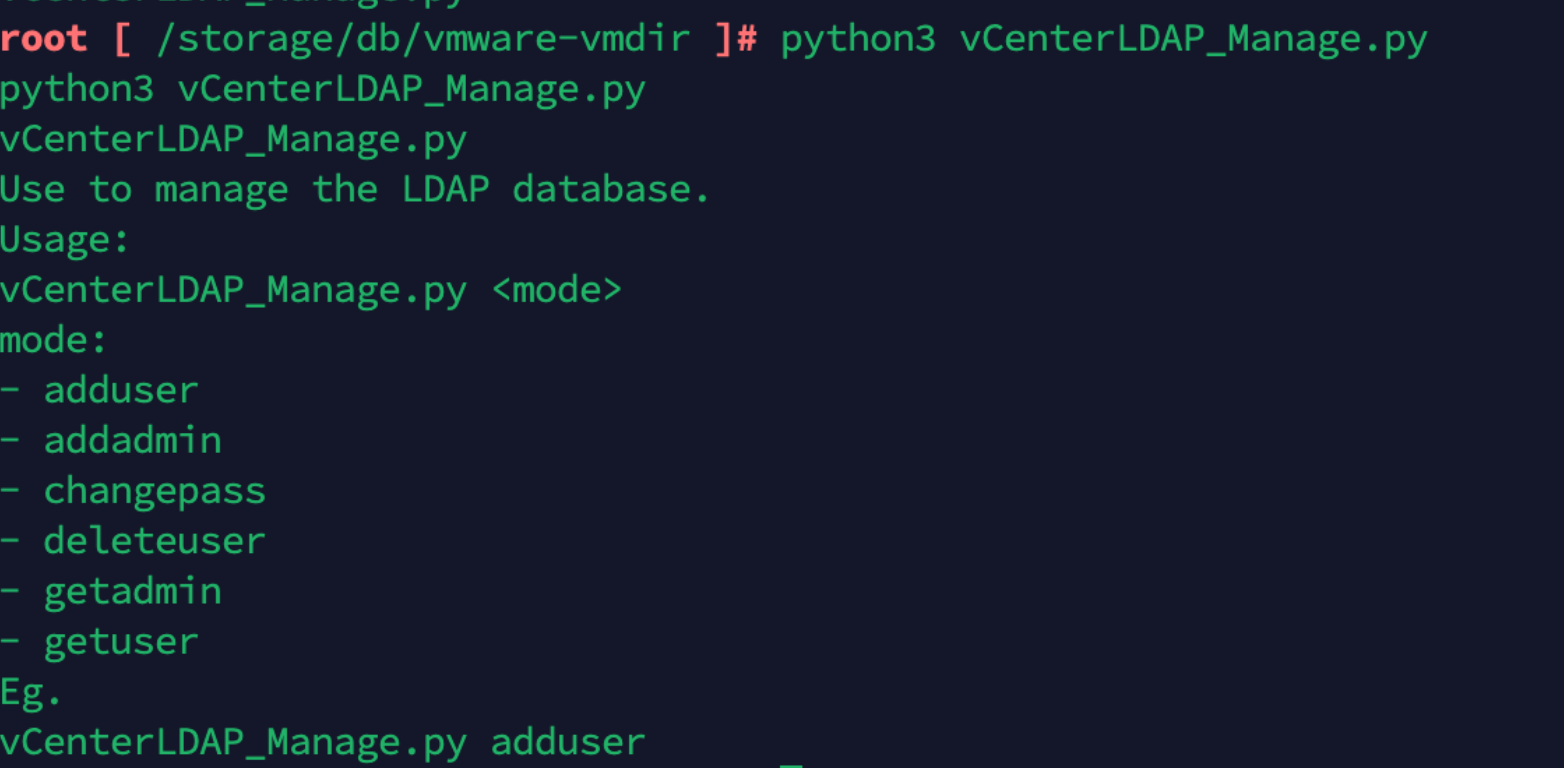 root [ /storage/db/vmware-vmdir ]# python3 vCenterLDAP_Manage.py
python3 vCenterLDAP_Manage.py
vCenterLDAP_Manage.py
Use to manage the LDAP database.
Usage:
vCenterLDAP_Manage.py <mode>
mode:
- adduser
- addadmin
- changepass
- deleteuser
- getadmin
- getuser
Eg.
vCenterLDAP_Manage.py adduser